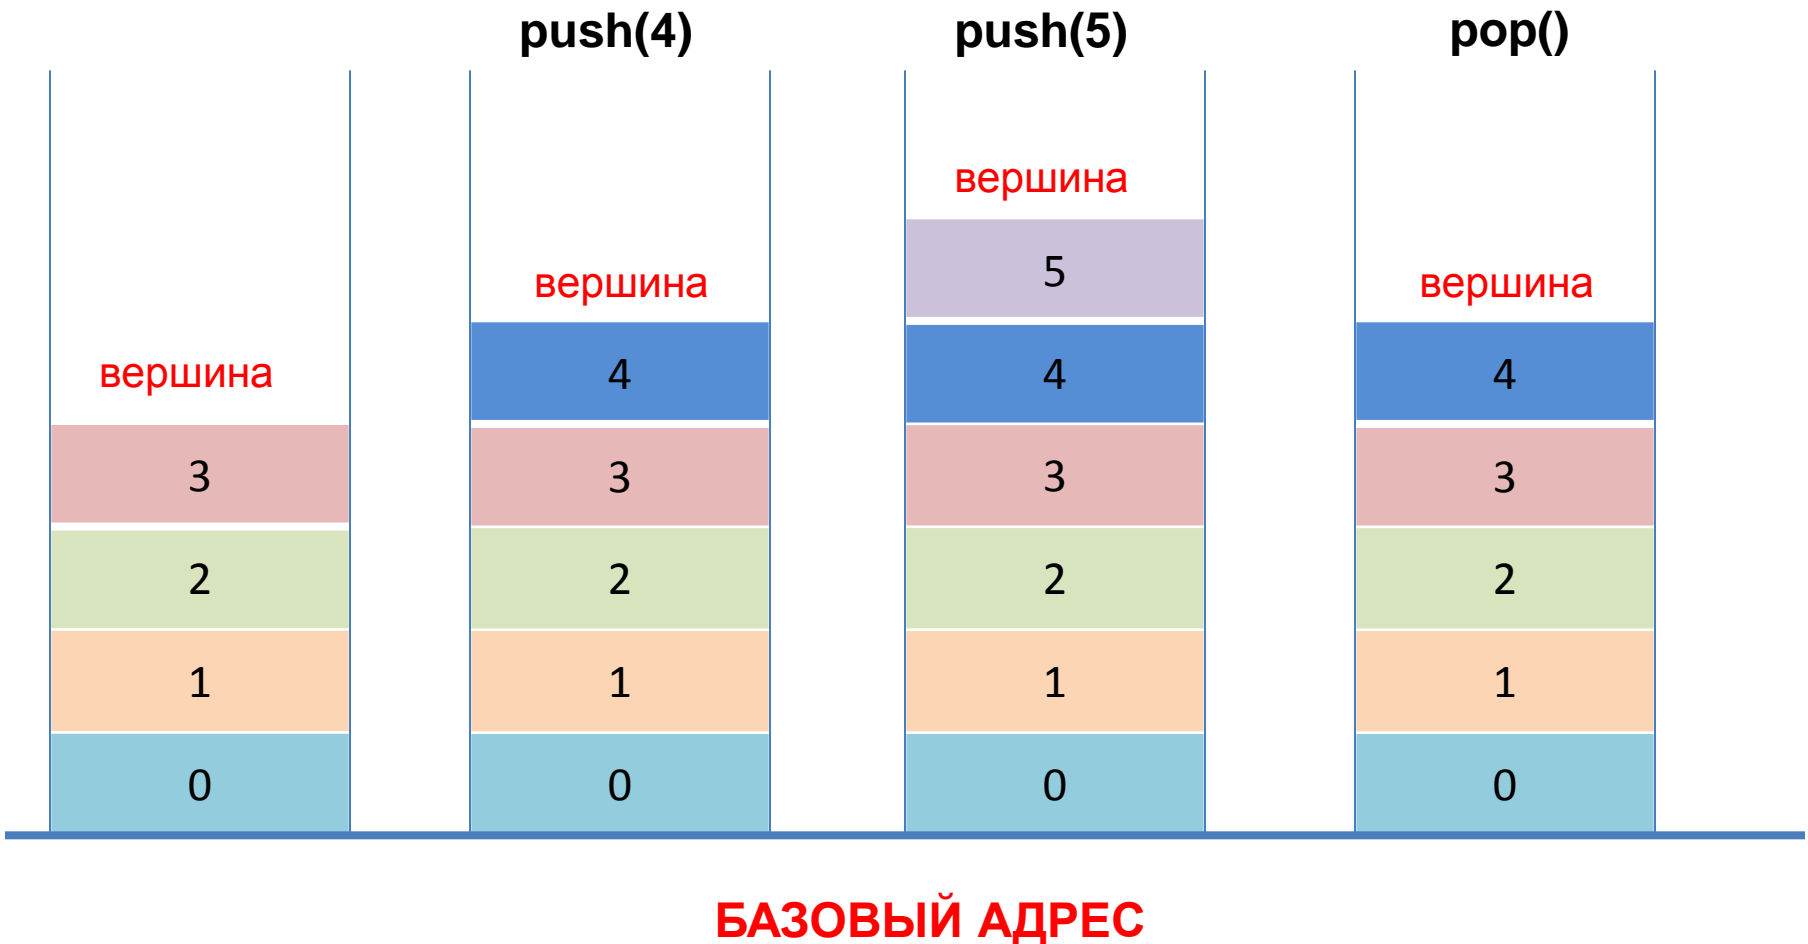 push(4) push(5) pop()
вершина
5
вершина вершина
4 4 4
вершина
3 3 3 3
2 2 2 2
1 1 1 1
0 0 0 0
БАЗОВЫЙ АДРЕС